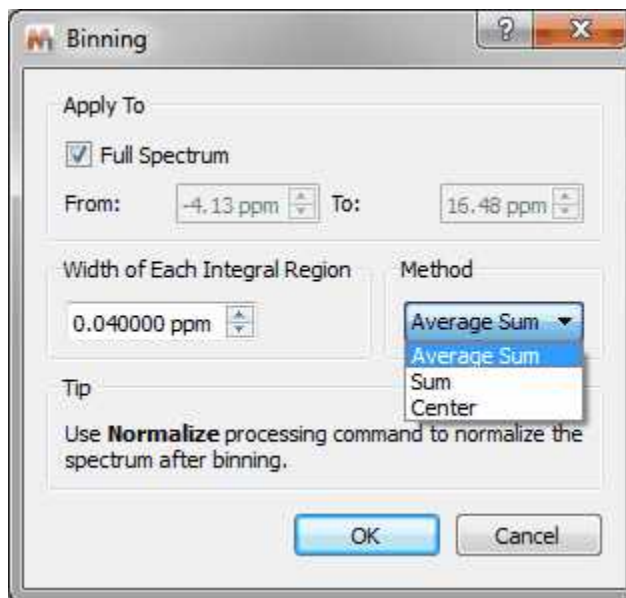 Binning
Apply To
Full Spectrum
From: -4.13 ppm To: 16.48 ppm
Width of Each Integral Region
0.040000 ppm
Method
Average Sum
Average Sum
Sum
Center
Tip
Use Normalize processing command to normalize the
spectrum after binning.
OK Cancel